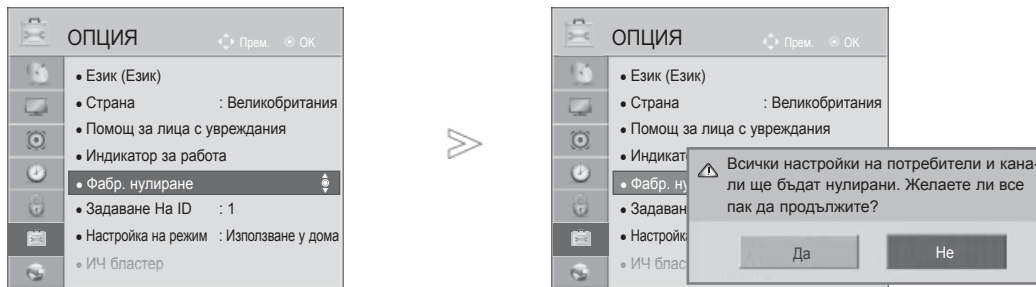 ОПЦИЯ
Прем. OK
• Език (Език)
• Страна : Великобритания
• Помощ за лица с увреждания
• Индикатор за работа
• Фабр. нулиране
• Задаване На ID : 1
• Настройка на режим : Използване у дома
• ИЧ бластер
ОПЦИЯ
Прем. OK
• Език (Език)
• Страна : Великобритания
• Помощ за лица с увреждания
• Индикат
• Фабр. ну
• Задаван
• Настройк
• ИЧ блас
Всички настройки на потребители и кана-
ли ще бъдат нулирани. Желаете ли все
пак да продължите?
Да
Не